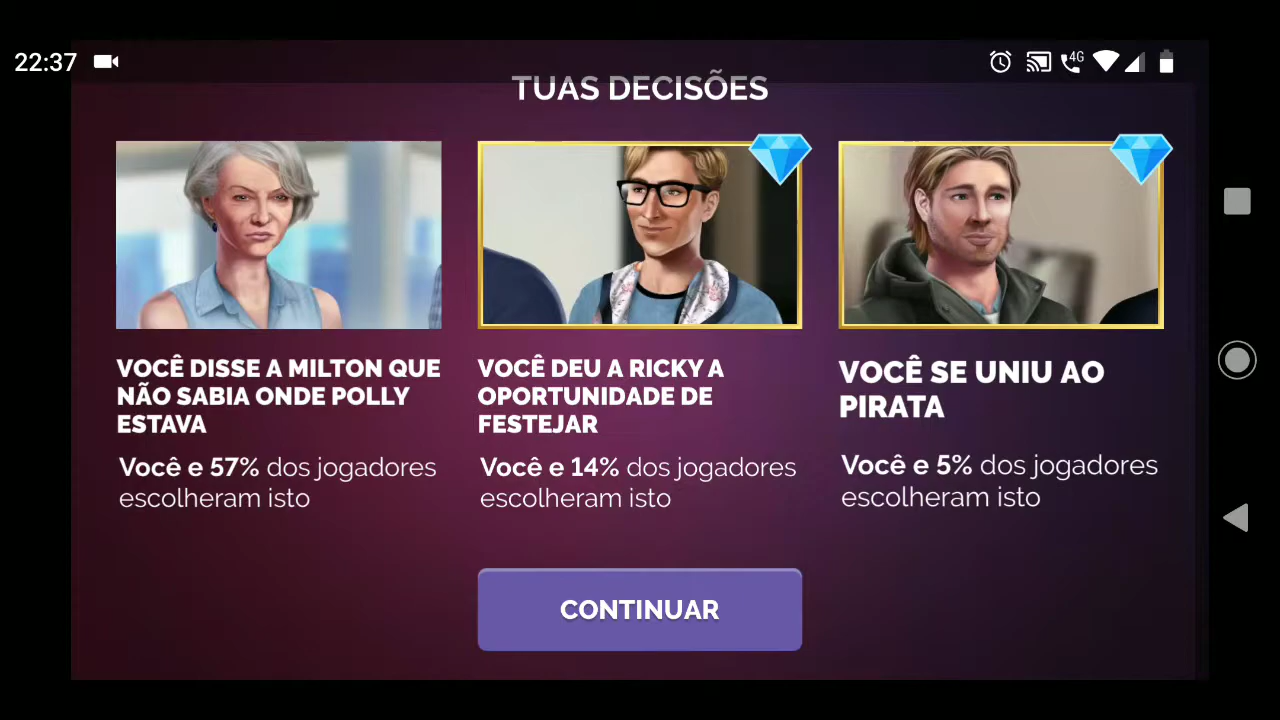 22:37
4G
TUAS DECISÕES
VOCÊ DISSE A MILTON QUE
NÃO SABIA ONDE POLLY
ESTAVA
Você e 57% dos jogadores
escolheram isto
VOCÊ DEU A RICKY A
OPORTUNIDADE DE
FESTEJAR
Você e 14% dos jogadores
escolheram isto
VOCÊ SE UNIU AO
PIRATA
Você e 5% dos jogadores
escolheram isto
CONTINUAR